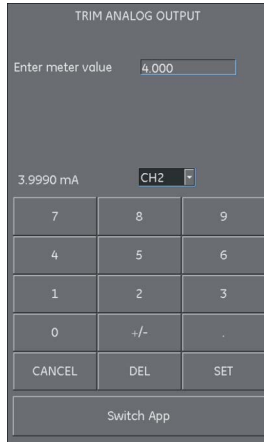 TRIM ANALOG OUTPUT
Enter meter value 4.000
3.9990 mA CH2
7 8 9
4 5 6
1 2 3
0 +/- .
CANCEL DEL SET
Switch App